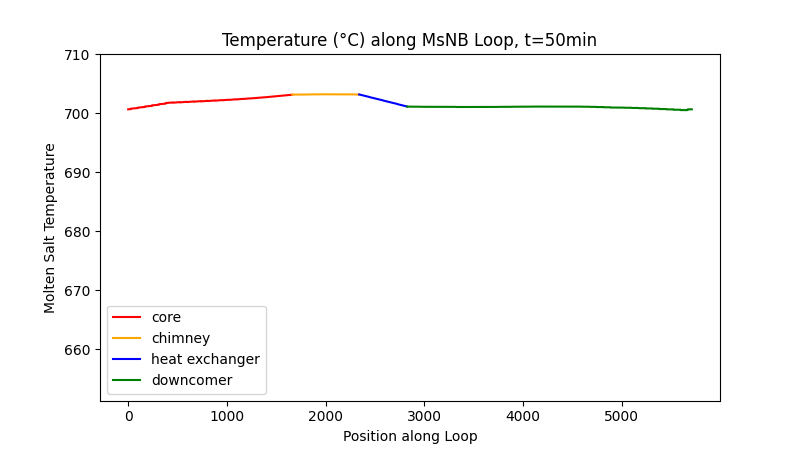 Temperature (°C) along MsNB Loop, t=50min
Molten Salt Temperature
710
700
690
680
670
660
core
chimney
heat exchanger
downcomer
0 1000 2000 3000 4000 5000
Position along Loop